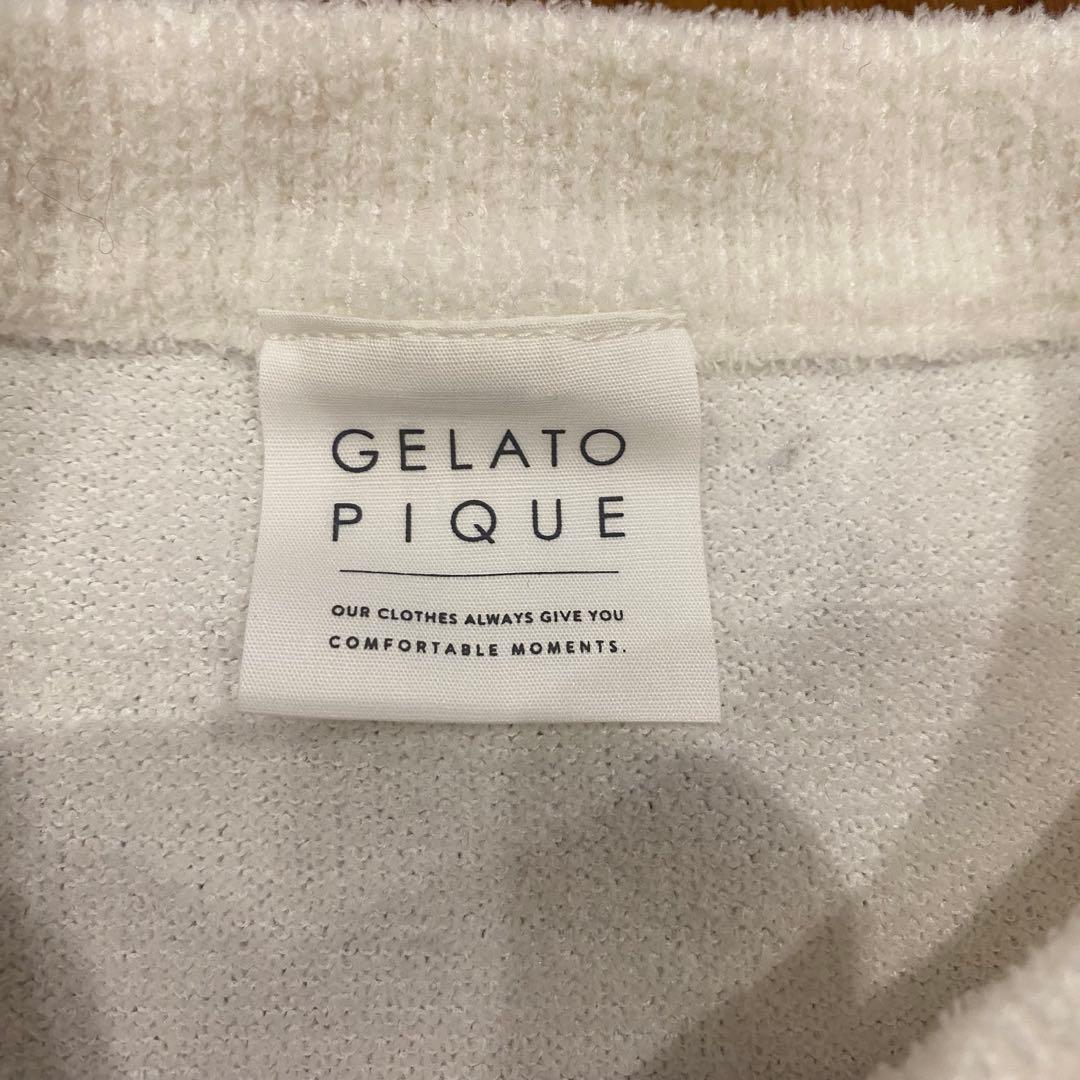 GELATO
PIQUE
OUR CLOTHES ALWAYS GIVE YOU
COMFORTABLE MOMENTS.